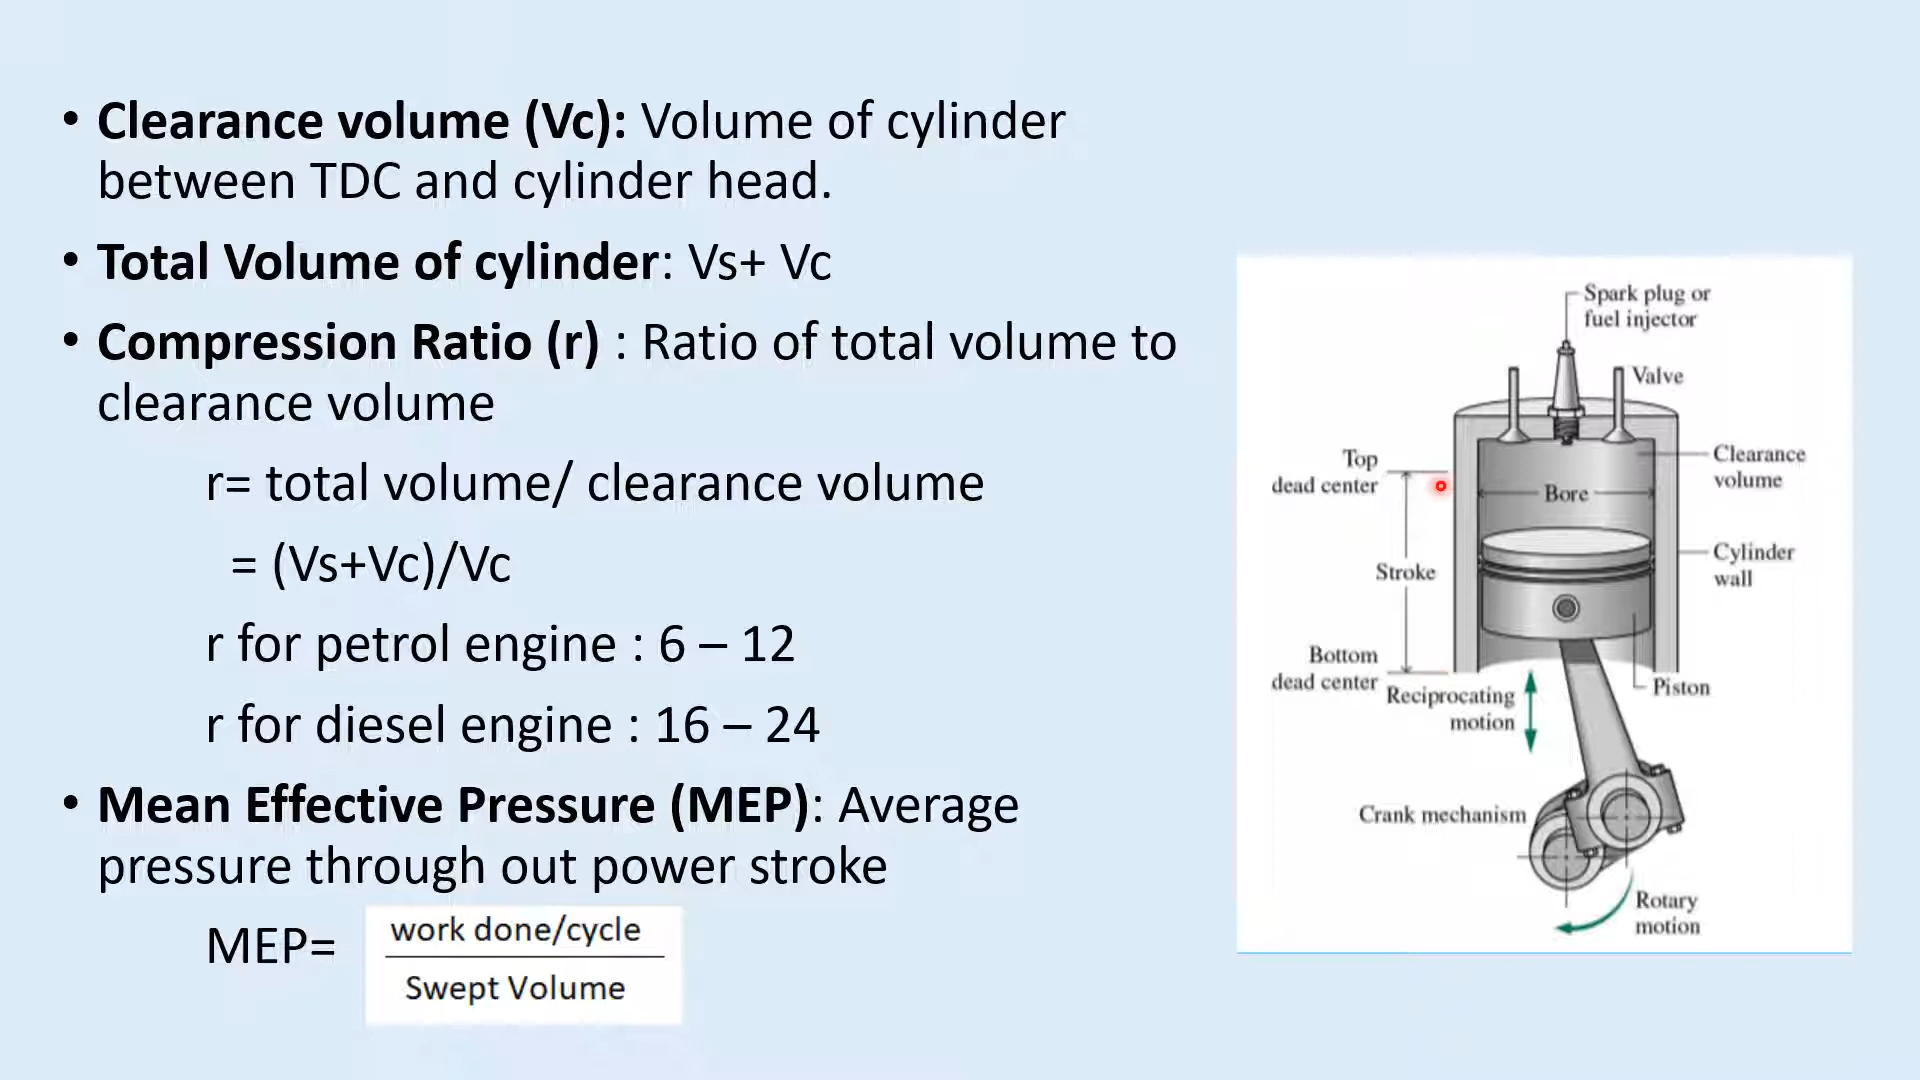 • Clearance volume (Vc): Volume of cylinder
between TDC and cylinder head.
• Total Volume of cylinder: Vs+ Vc
• Compression Ratio (r) : Ratio of total volume to
clearance volume
r= total volume/ clearance volume
= (Vs+Vc)/Vc
r for petrol engine : 6 – 12
r for diesel engine : 16 – 24
• Mean Effective Pressure (MEP): Average
pressure through out power stroke
MEP=
work done/cycle
Swept Volume
Spark plug or
fuel injector
Valve
Top
dead center
Clearance
volume
Bore
Cylinder
wall
Stroke
Bottom
dead center
Reciprocating
motion
Piston
Crank mechanism
Rotary
motion